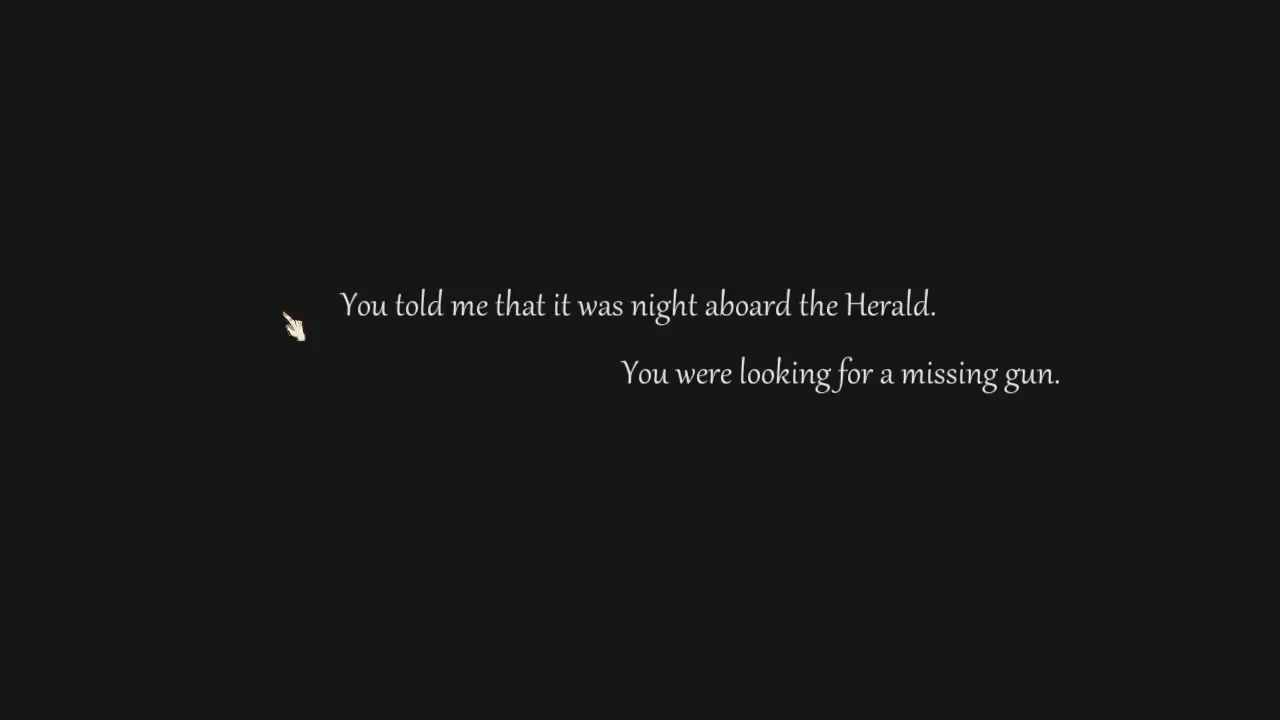 You told me that it was night aboard the Herald.
You were looking for a missing gun.